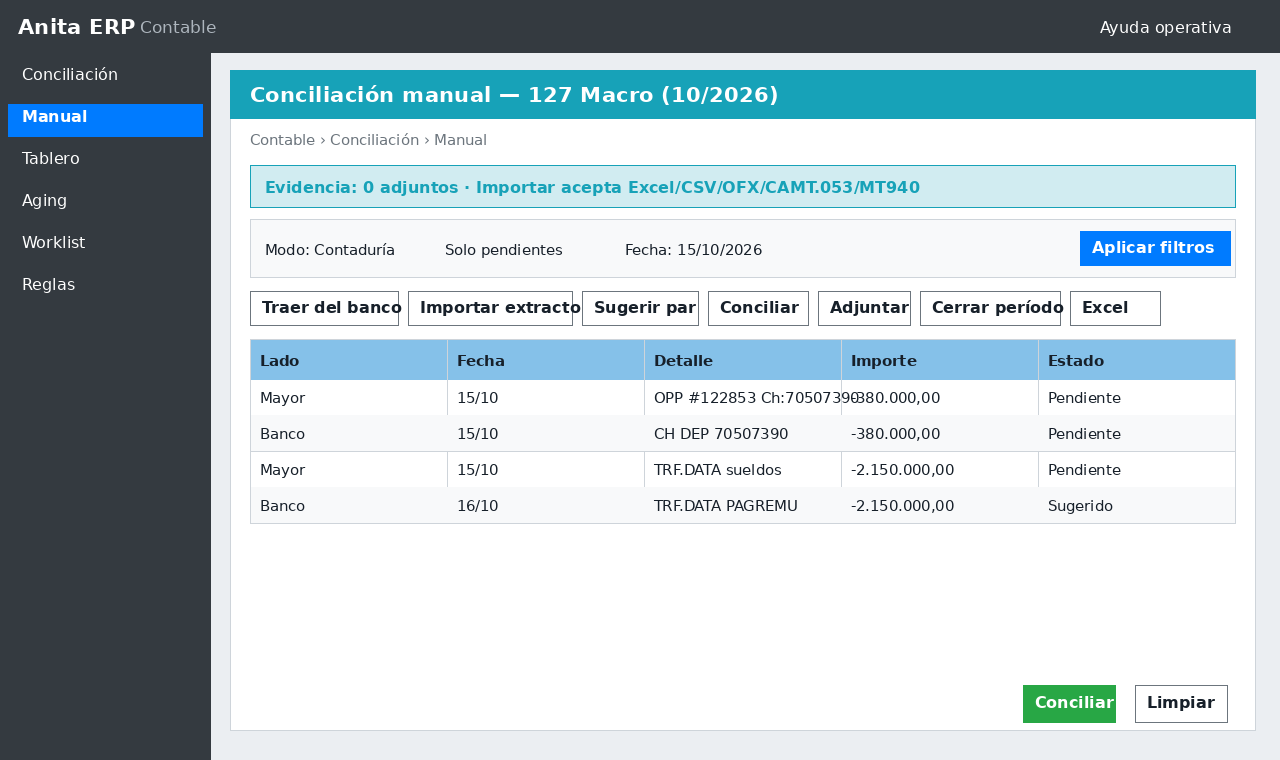 Anita ERP Contable
Ayuda operativa
Conciliación
Manual
Tablero
Aging
Worklist
Reglas
Conciliación manual — 127 Macro (10/2026)
Contable › Conciliación › Manual
Evidencia: 0 adjuntos · Importar acepta Excel/CSV/OFX/CAMT.053/MT940
Modo: Contaduría Solo pendientes Fecha: 15/10/2026 Aplicar filtros
Traer del banco Importar extracto Sugerir par Conciliar Adjuntar Cerrar período Excel
Lado Fecha Detalle Importe Estado
Mayor 15/10 OPP #122853 Ch:70507390 -380.000,00 Pendiente
Banco 15/10 CH DEP 70507390 -380.000,00 Pendiente
Mayor 15/10 TRF.DATA sueldos -2.150.000,00 Pendiente
Banco 16/10 TRF.DATA PAGREMU -2.150.000,00 Sugerido
Conciliar Limpiar